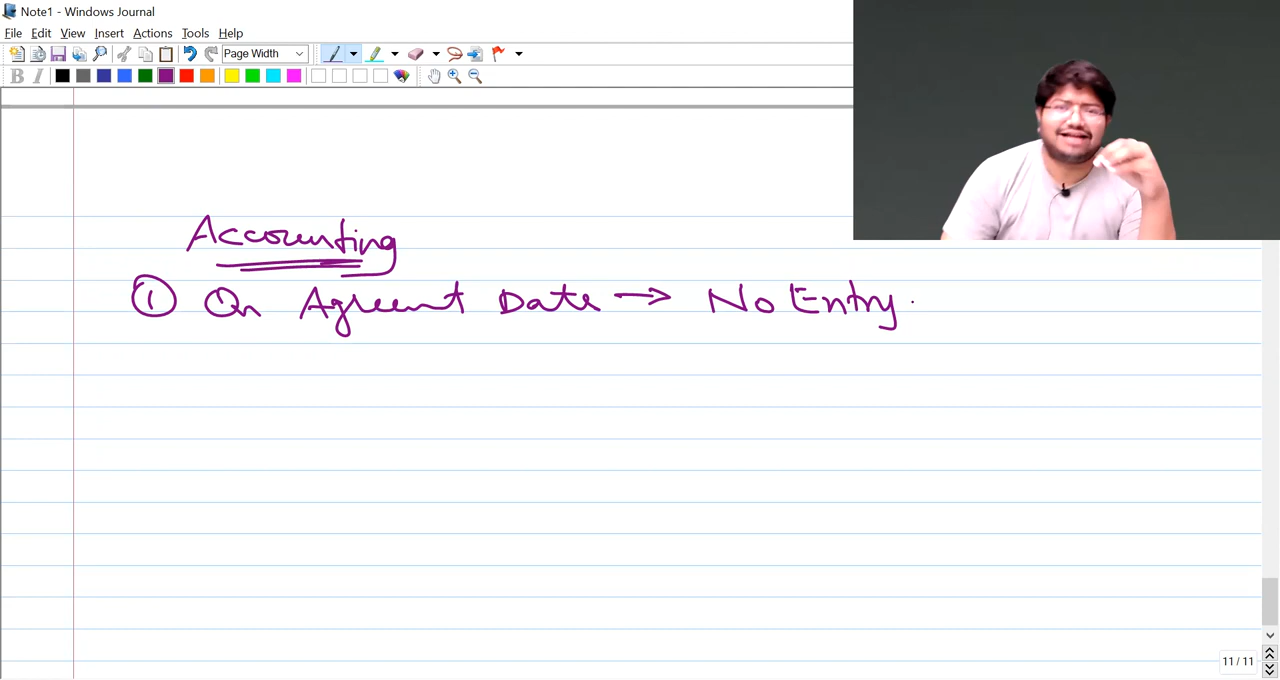 Note1 - Windows Journal
File Edit View Insert Actions Tools Help
Page Width
B I
Accounting
① On Agreement Date → No Entry.
11 / 11